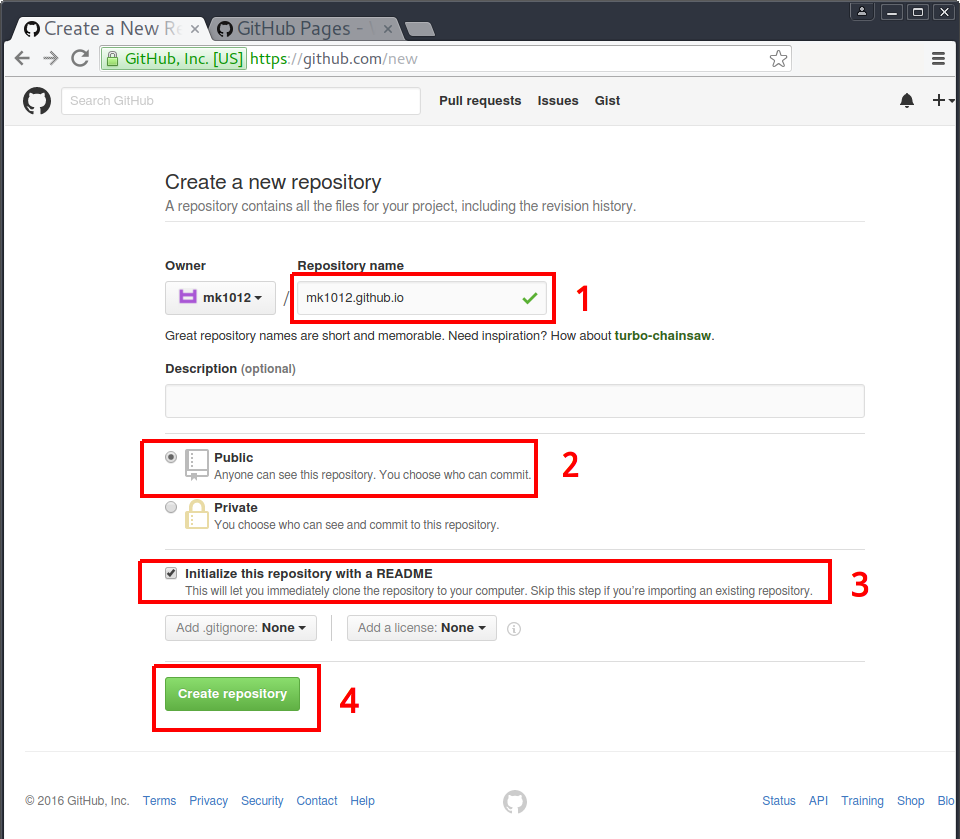 Create a New Re
GitHub Pages -
GitHub, Inc. [US] https://github.com/new
Search GitHub
Pull requests Issues Gist
Create a new repository
A repository contains all the files for your project, including the revision history.
Owner Repository name
mk1012 / mk1012.github.io 1
Great repository names are short and memorable. Need inspiration? How about turbo-chainsaw.
Description (optional)
Public
Anyone can see this repository. You choose who can commit.
2
Private
You choose who can see and commit to this repository.
Initialize this repository with a README
This will let you immediately clone the repository to your computer. Skip this step if you're importing an existing repository.
3
Add .gitignore: None Add a license: None
Create repository 4
© 2016 GitHub, Inc. Terms Privacy Security Contact Help Status API Training Shop Blo